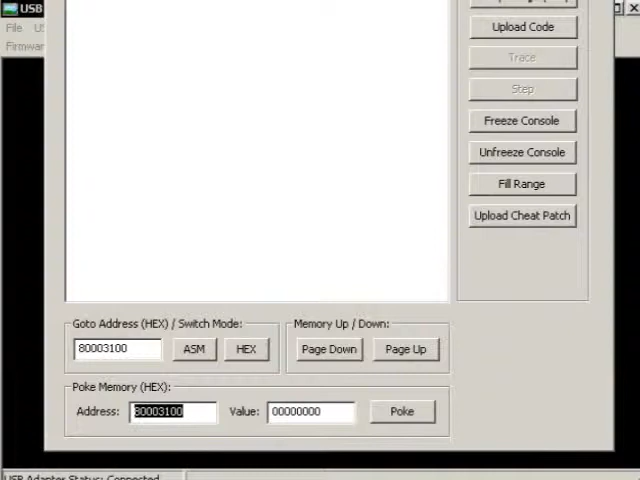 USB
File
Firmwar
Upload Code
Trace
Step
Freeze Console
Unfreeze Console
Fill Range
Upload Cheat Patch
Goto Address (HEX) / Switch Mode:
Memory Up / Down:
80003100
ASM
HEX
Page Down
Page Up
Poke Memory (HEX):
Address:
80003100
Value:
00000000
Poke
USB Adapter Status: Connected